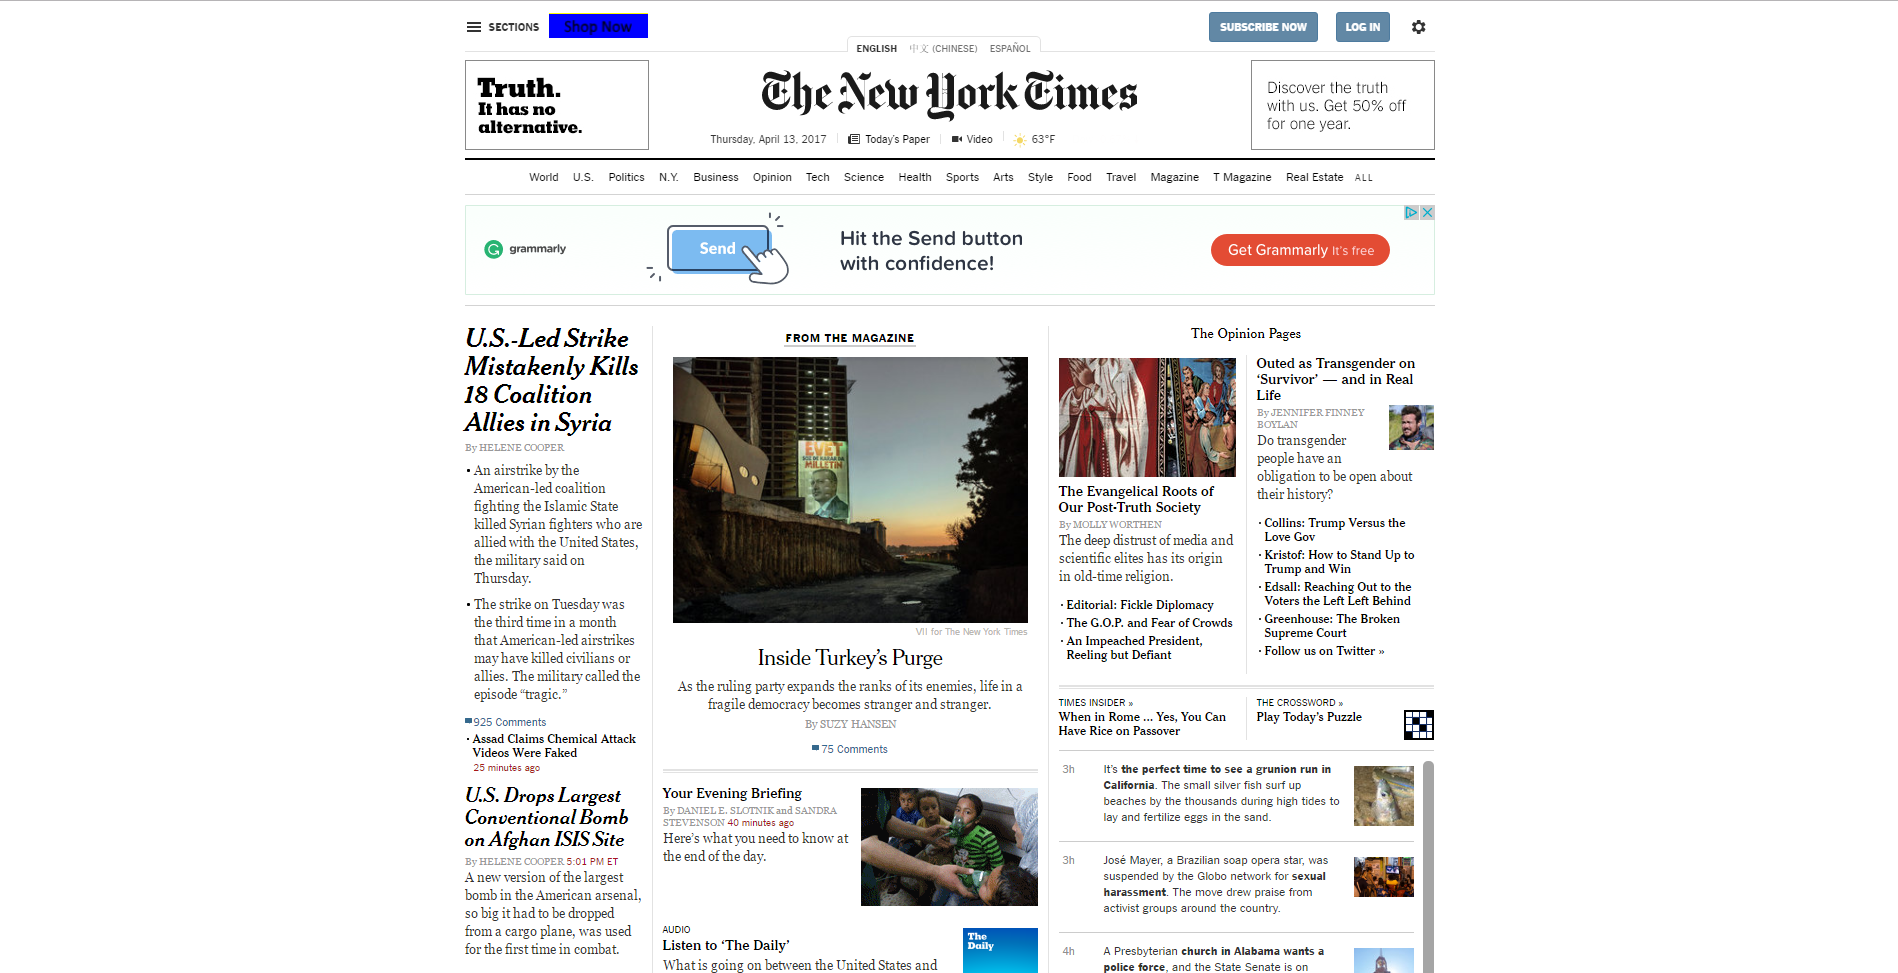 SECTIONS
Shop Now
SUBSCRIBE NOW
LOG IN
ENGLISH 中文 (CHINESE) ESPAÑOL
Truth.
It has no
alternative.
The New York Times
Discover the truth
with us. Get 50% off
for one year.
Thursday, April 13, 2017
Today's Paper
Video
63°F
World U.S. Politics N.Y. Business Opinion Tech Science Health Sports Arts Style Food Travel Magazine T Magazine Real Estate ALL
grammarly
Send
Hit the Send button
with confidence!
Get Grammarly It's free
U.S.-Led Strike
Mistakenly Kills
18 Coalition
Allies in Syria
By HELENE COOPER
• An airstrike by the
American-led coalition
fighting the Islamic State
killed Syrian fighters who are
allied with the United States,
the military said on
Thursday.
• The strike on Tuesday was
the third time in a month
that American-led airstrikes
may have killed civilians or
allies. The military called the
episode “tragic.”
925 Comments
· Assad Claims Chemical Attack
Videos Were Faked
25 minutes ago
U.S. Drops Largest
Conventional Bomb
on Afghan ISIS Site
By HELENE COOPER 5:01 PM ET
A new version of the largest
bomb in the American arsenal,
so big it had to be dropped
from a cargo plane, was used
for the first time in combat.
FROM THE MAGAZINE
EVET
MİLLETİN
VII for The New York Times
Inside Turkey’s Purge
As the ruling party expands the ranks of its enemies, life in a
fragile democracy becomes stranger and stranger.
By SUZY HANSEN
75 Comments
Your Evening Briefing
By DANIEL E. SLOTNIK and SANDRA
STEVENSON 40 minutes ago
Here’s what you need to know at
the end of the day.
AUDIO
Listen to ‘The Daily’
What is going on between the United States and
The
Daily
The Opinion Pages
The Evangelical Roots of
Our Post-Truth Society
By MOLLY WORTHEN
The deep distrust of media and
scientific elites has its origin
in old-time religion.
· Editorial: Fickle Diplomacy
· The G.O.P. and Fear of Crowds
· An Impeached President,
Reeling but Defiant
Outed as Transgender on
‘Survivor’ — and in Real
Life
By JENNIFER FINNEY
BOYLAN
Do transgender
people have an
obligation to be open about
their history?
· Collins: Trump Versus the
Love Gov
· Kristof: How to Stand Up to
Trump and Win
· Edsall: Reaching Out to the
Voters the Left Left Behind
· Greenhouse: The Broken
Supreme Court
· Follow us on Twitter »
TIMES INSIDER »
When in Rome ... Yes, You Can
Have Rice on Passover
THE CROSSWORD »
Play Today’s Puzzle
3h
It’s the perfect time to see a grunion run in
California. The small silver fish surf up
beaches by the thousands during high tides to
lay and fertilize eggs in the sand.
3h
José Mayer, a Brazilian soap opera star, was
suspended by the Globo network for sexual
harassment. The move drew praise from
activist groups around the country.
4h
A Presbyterian church in Alabama wants a
police force, and the State Senate is on